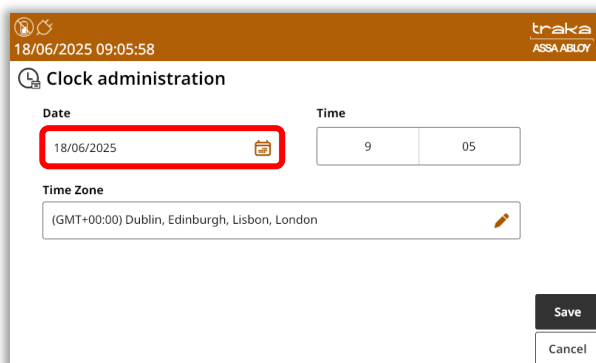 traka
18/06/2025 09:05:58
ASSA ABLOY
Clock administration
Date
Time
18/06/2025
9
05
Time Zone
(GMT+00:00) Dublin, Edinburgh, Lisbon, London
Save
Cancel